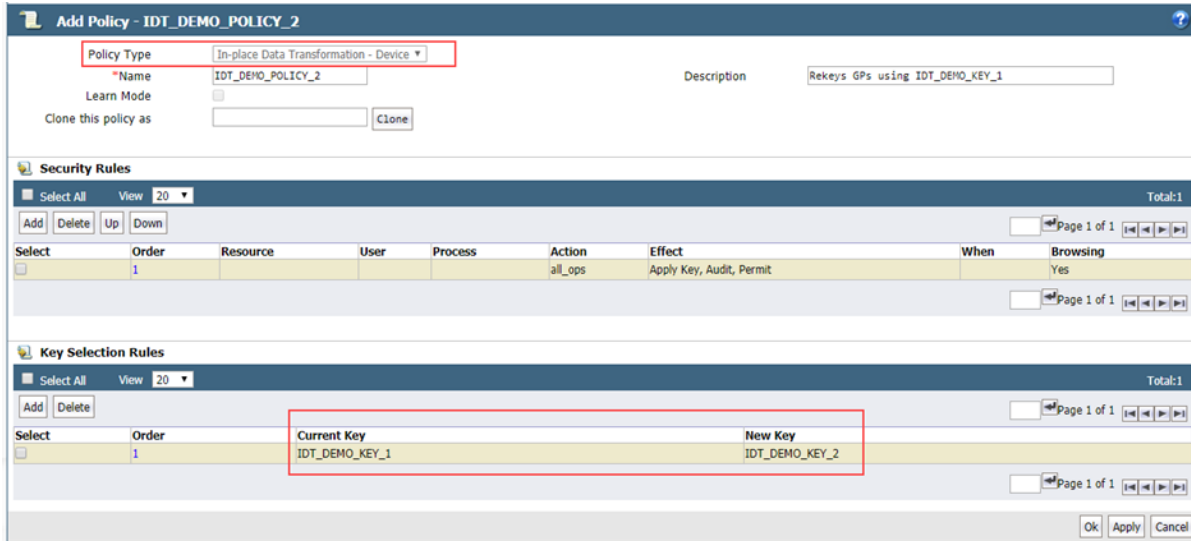 Add Policy - IDT_DEMO_POLICY_2
?
Policy Type In-place Data Transformation - Device
*Name IDT_DEMO_POLICY_2 Description Rekeys GPs using IDT_DEMO_KEY_1
Learn Mode
Clone this policy as Clone
Security Rules
Select All View 20 Total:1
Add Delete Up Down Page 1 of 1
Select Order Resource User Process Action Effect When Browsing
1 all_ops Apply Key, Audit, Permit Yes
Page 1 of 1
Key Selection Rules
Select All View 20 Total:1
Add Delete Page 1 of 1
Select Order Current Key New Key
1 IDT_DEMO_KEY_1 IDT_DEMO_KEY_2
Page 1 of 1
Ok Apply Cancel